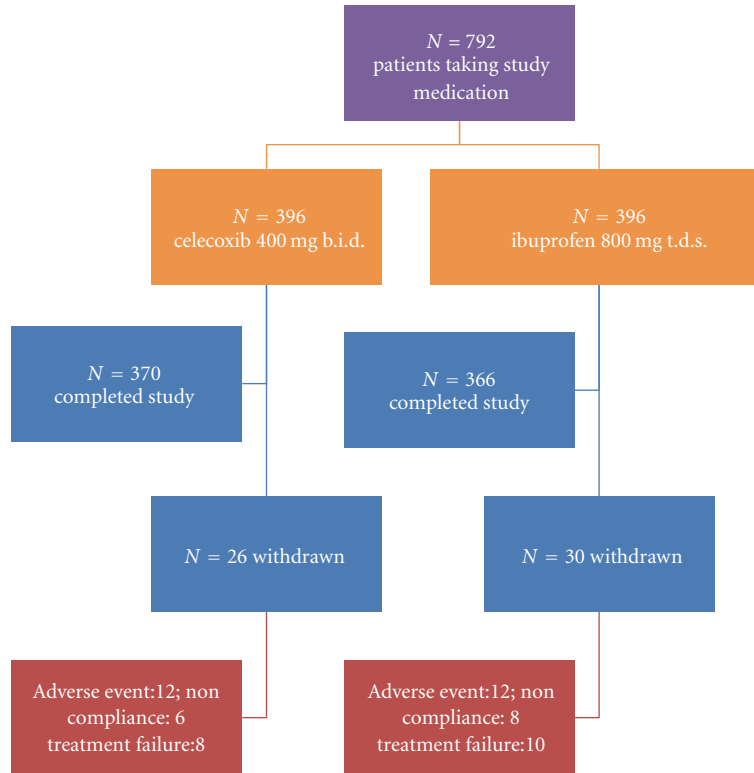 N = 792
patients taking study
medication
N = 396
celecoxib 400 mg b.i.d.
N = 396
ibuprofen 800 mg t.d.s.
N = 370
completed study
N = 366
completed study
N = 26 withdrawn
N = 30 withdrawn
Adverse event:12; non
compliance: 6
treatment failure:8
Adverse event:12; non
compliance: 8
treatment failure:10